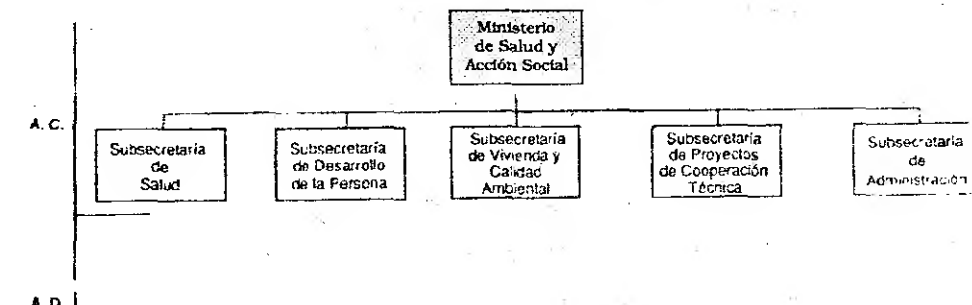 Ministerio
de Salud y
Acción Social
A. C.
Subsecretaría
de
Salud
Subsecretaría
de Desarrollo
de la Persona
Subsecretaría
de Vivienda y
Calidad
Ambiental
Subsecretaría
de Proyectos
de Cooperación
Técnica
Subsecretaría
de
Administración
A. D.